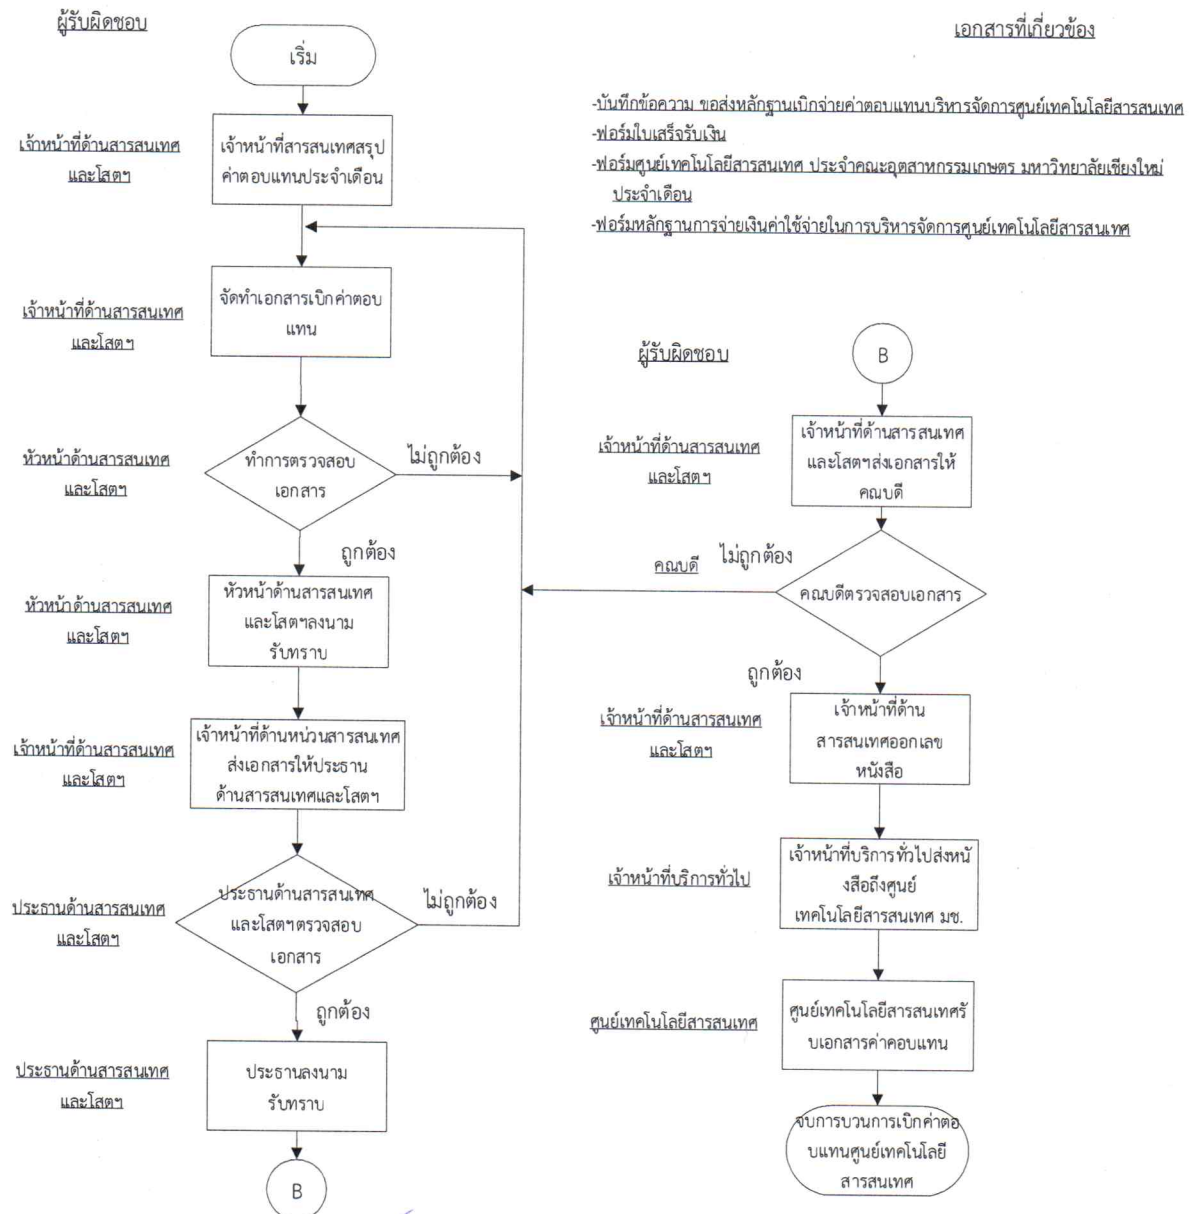 ผู้รับผิดชอบ
เอกสารที่เกี่ยวข้อง
เริ่ม
-บันทึกข้อความ ขอส่งหลักฐานเบิกจ่ายค่าตอบแทนบริหารจัดการศูนย์เทคโนโลยีสารสนเทศ
-ฟอร์มใบเสร็จรับเงิน
-ฟอร์มศูนย์เทคโนโลยีสารสนเทศ ประจำคณะอุตสาหกรรมเกษตร มหาวิทยาลัยเชียงใหม่
ประจำเดือน
-ฟอร์มหลักฐานการจ่ายเงินค่าใช้จ่ายในการบริหารจัดการศูนย์เทคโนโลยีสารสนเทศ
เจ้าหน้าที่ด้านสารสนเทศ
และโสตฯ
เจ้าหน้าที่สารสนเทศสรุป
ค่าตอบแทนประจำเดือน
เจ้าหน้าที่ด้านสารสนเทศ
และโสตฯ
จัดทำเอกสารเบิกค่าตอบ
แทน
หัวหน้าด้านสารสนเทศ
และโสตฯ
ทำการตรวจสอบ
เอกสาร
ไม่ถูกต้อง
ถูกต้อง
หัวหน้าด้านสารสนเทศ
และโสตฯ
หัวหน้าด้านสารสนเทศ
และโสตฯลงนาม
รับทราบ
เจ้าหน้าที่ด้านสารสนเทศ
และโสตฯ
เจ้าหน้าที่ด้านหน่วนสารสนเทศ
ส่งเอกสารให้ประธาน
ด้านสารสนเทศและโสตฯ
ประธานด้านสารสนเทศ
และโสตฯ
ประธานด้านสารสนเทศ
และโสตฯตรวจสอบ
เอกสาร
ไม่ถูกต้อง
ถูกต้อง
ประธานด้านสารสนเทศ
และโสตฯ
ประธานลงนาม
รับทราบ
B
ผู้รับผิดชอบ
B
เจ้าหน้าที่ด้านสารสนเทศ
และโสตฯ
เจ้าหน้าที่ด้านสารสนเทศ
และโสตฯส่งเอกสารให้
คณบดี
คณบดี
ไม่ถูกต้อง
คณบดีตรวจสอบเอกสาร
ถูกต้อง
เจ้าหน้าที่ด้านสารสนเทศ
และโสตฯ
เจ้าหน้าที่ด้าน
สารสนเทศออกเลข
หนังสือ
เจ้าหน้าที่บริการทั่วไป
เจ้าหน้าที่บริการทั่วไปส่งหนั
งสือถึงศูนย์
เทคโนโลยีสารสนเทศ มช.
ศูนย์เทคโนโลยีสารสนเทศ
ศูนย์เทคโนโลยีสารสนเทศรั
บเอกสารค่าคอบแทน
จบการบวนการเบิกค่าตอ
บแทนศูนย์เทคโนโลยี
สารสนเทศ